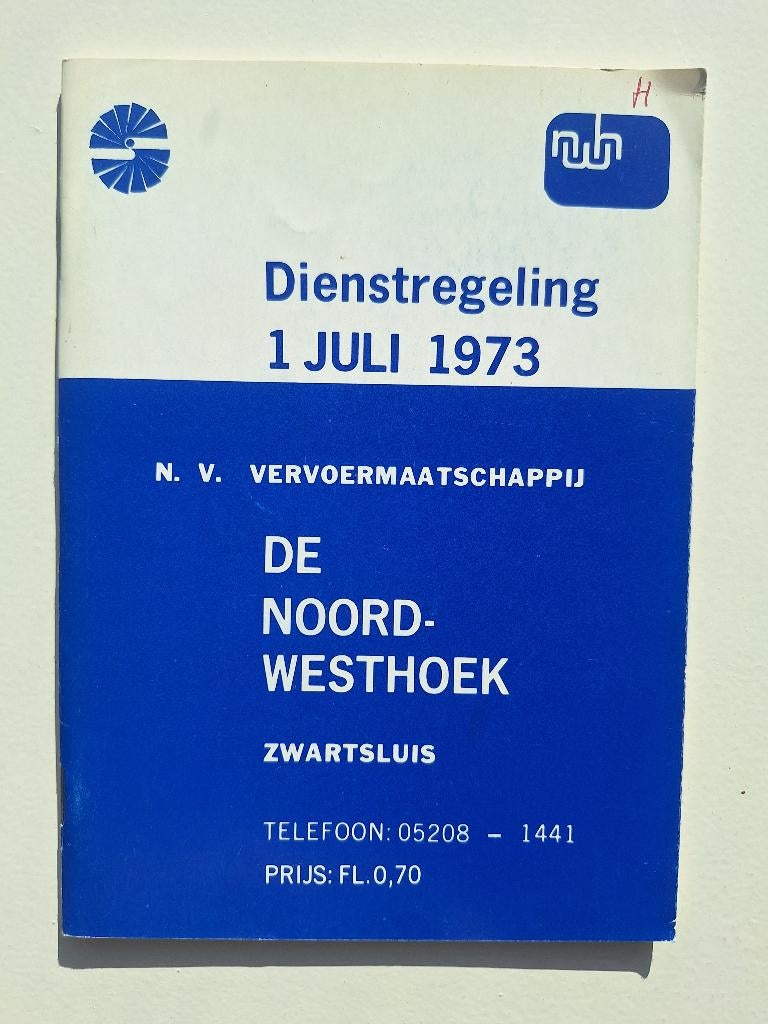 H
nwh
Dienstregeling
1 JULI 1973
N. V. VERVOERMAATSCHAPPIJ
DE
NOORD-
WESTHOEK
ZWARTSLUIS
TELEFOON: 05208 – 1441
PRIJS: FL.0,70